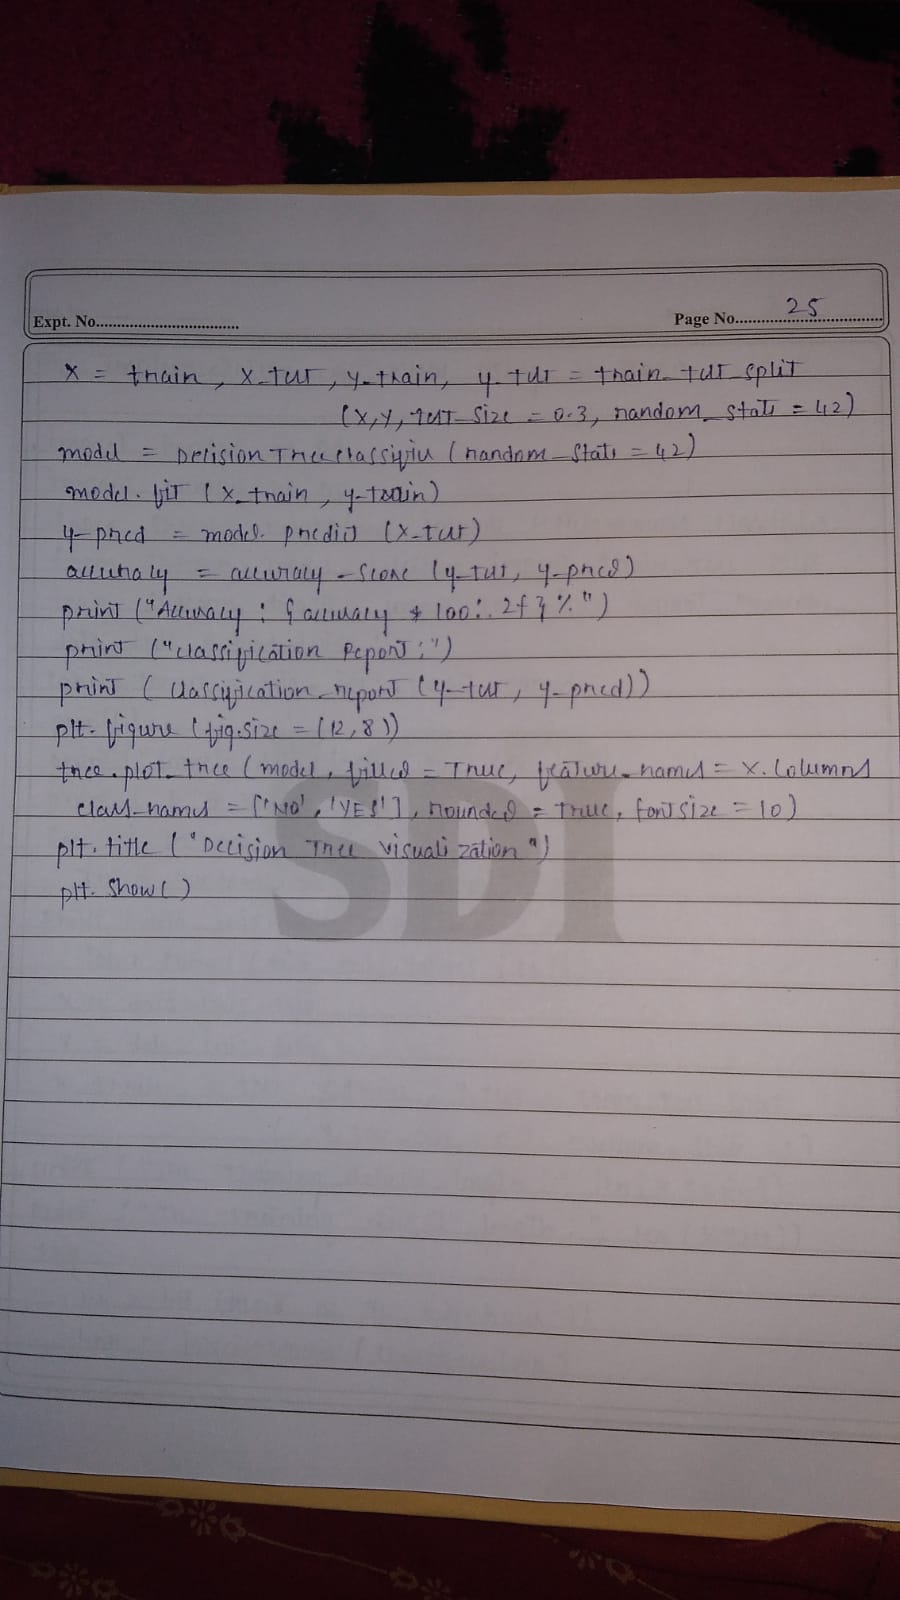 Expt. No.................................. Page No. 25
X = train, X_test, y_train, y_test = train_test_split
(X, Y, test_size = 0.3, random_state = 42)
model = DecisionTreeClassifier (random_state = 42)
model.fit (X_train, y_train)
y_pred = model.predict (X_test)
accuracy = accuracy_score (y_test, y_pred)
print ("Accuracy : {accuracy * 100:.2f}%")
print ("classification Report:")
print (classification_report (y_test, y_pred))
plt.figure (fig.size = (12,8))
tree.plot_tree (model, filled = True, feature_names = X.columns
class_names = ['NO', 'YES'], rounded = True, fontsize = 10)
plt.title ("Decision Tree visualization")
plt.show()
SDI